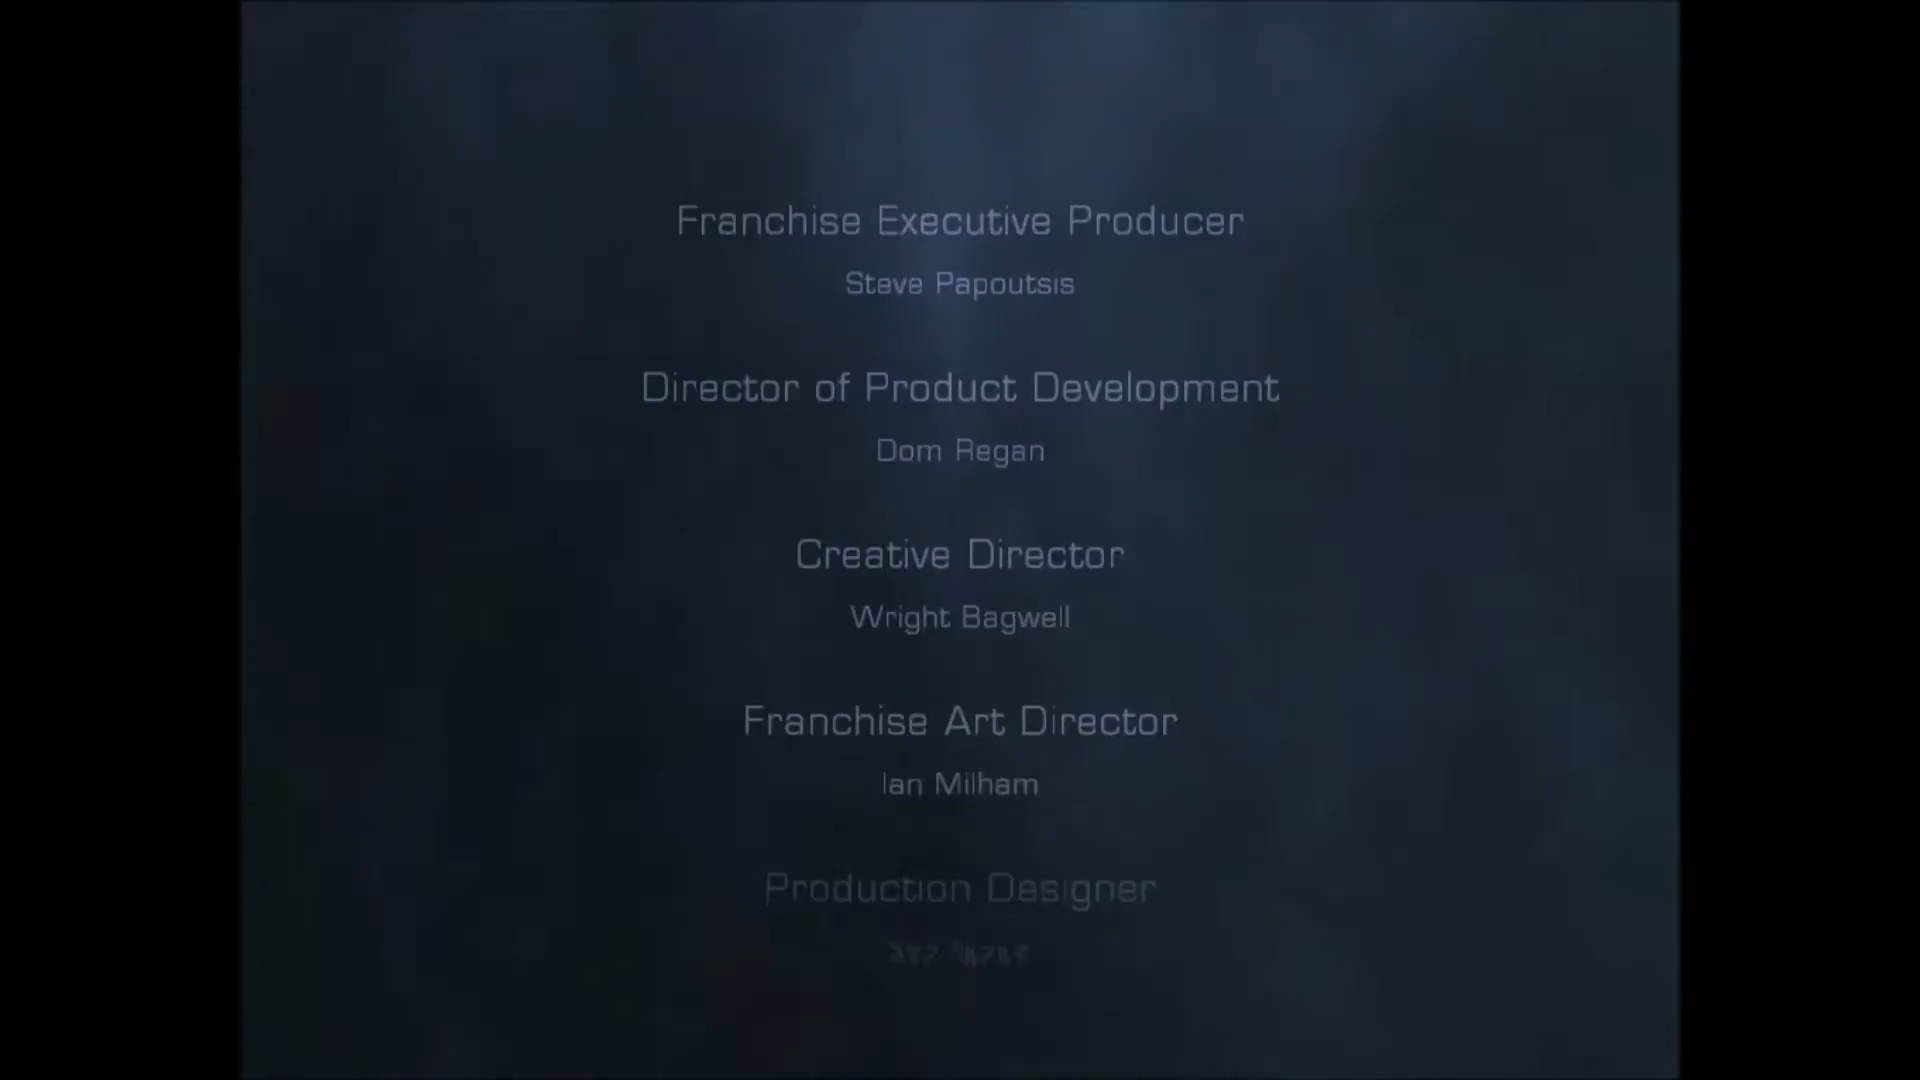 Franchise Executive Producer
Steve Papoutsis
Director of Product Development
Dom Regan
Creative Director
Wright Bagwell
Franchise Art Director
Ian Milham
Production Designer